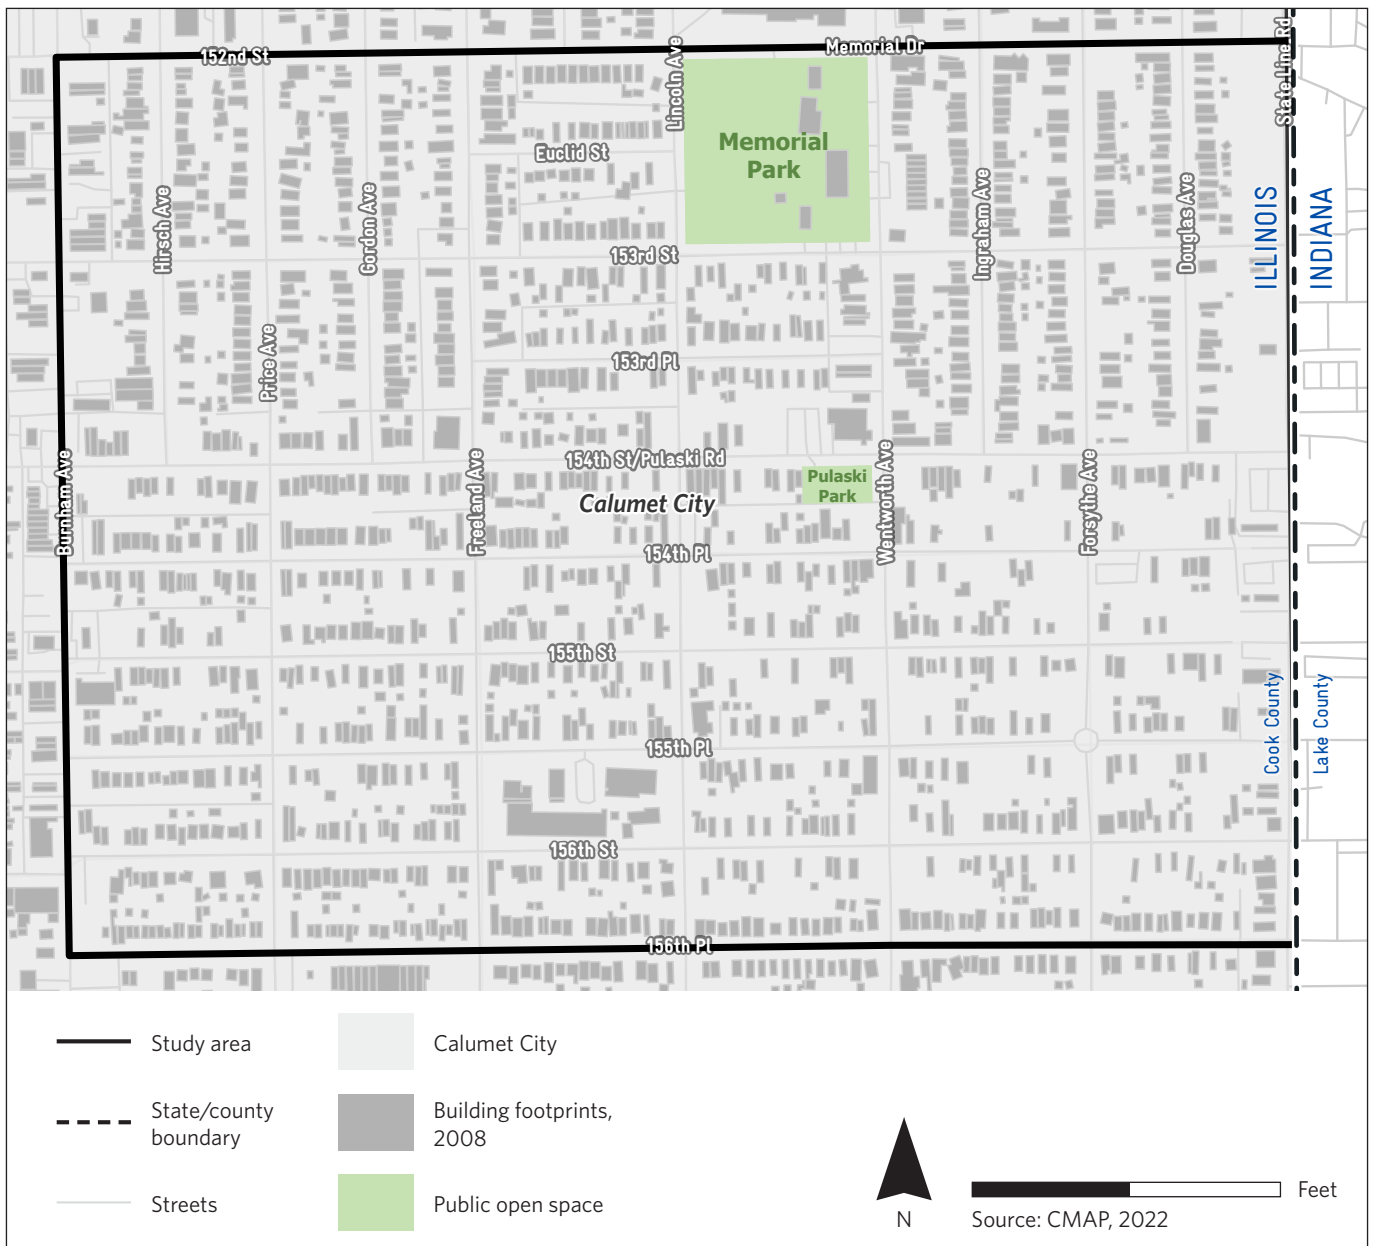 152nd St
Memorial Dr
State Line Rd
Lincoln Ave
Memorial
Park
Euclid St
Hirsch Ave
Gordon Ave
Ingraham Ave
Douglas Ave
ILLINOIS
INDIANA
153rd St
Price Ave
153rd Pl
Burnham Ave
Freeland Ave
154th St/Pulaski Rd
Calumet City
Pulaski
Park
Wentworth Ave
Forsythe Ave
154th Pl
155th St
Cook County
Lake County
155th Pl
156th St
156th Pl
Study area
Calumet City
State/county
boundary
Building footprints,
2008
Streets
Public open space
N
Feet
Source: CMAP, 2022